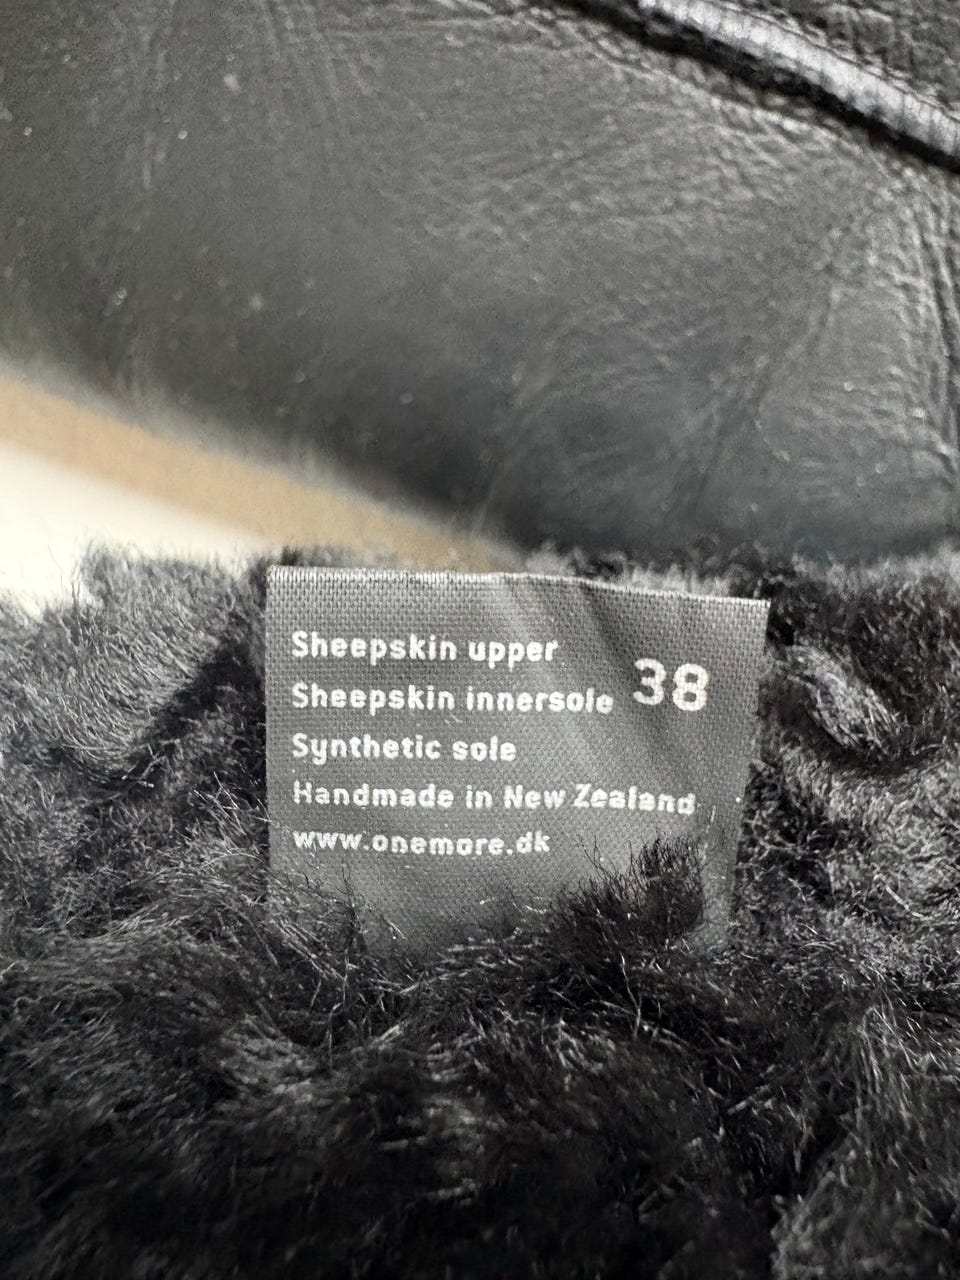 Sheepskin upper
Sheepskin innersole 38
Synthetic sole
Handmade in New Zealand
www.onemore.dk